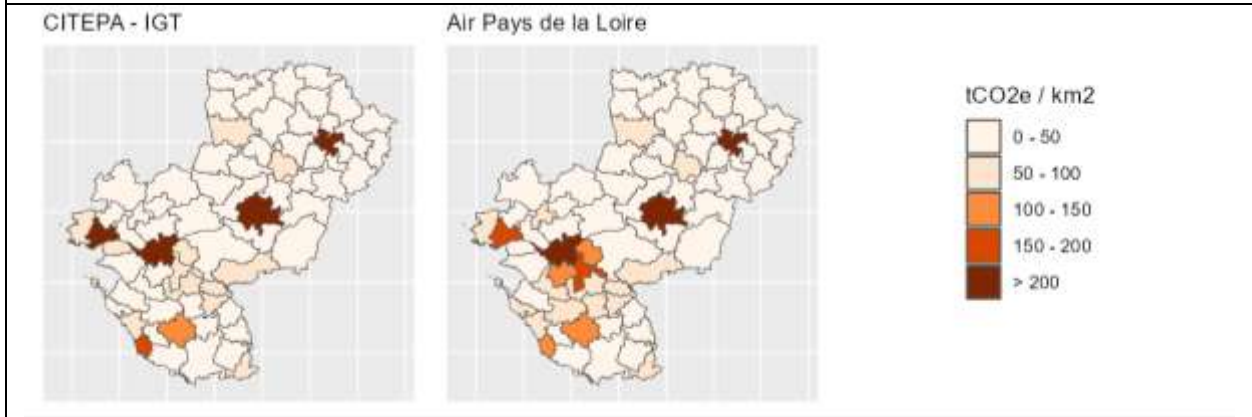 CITEPA - IGT
Air Pays de la Loire
tCO2e / km2
0 - 50
50 - 100
100 - 150
150 - 200
> 200